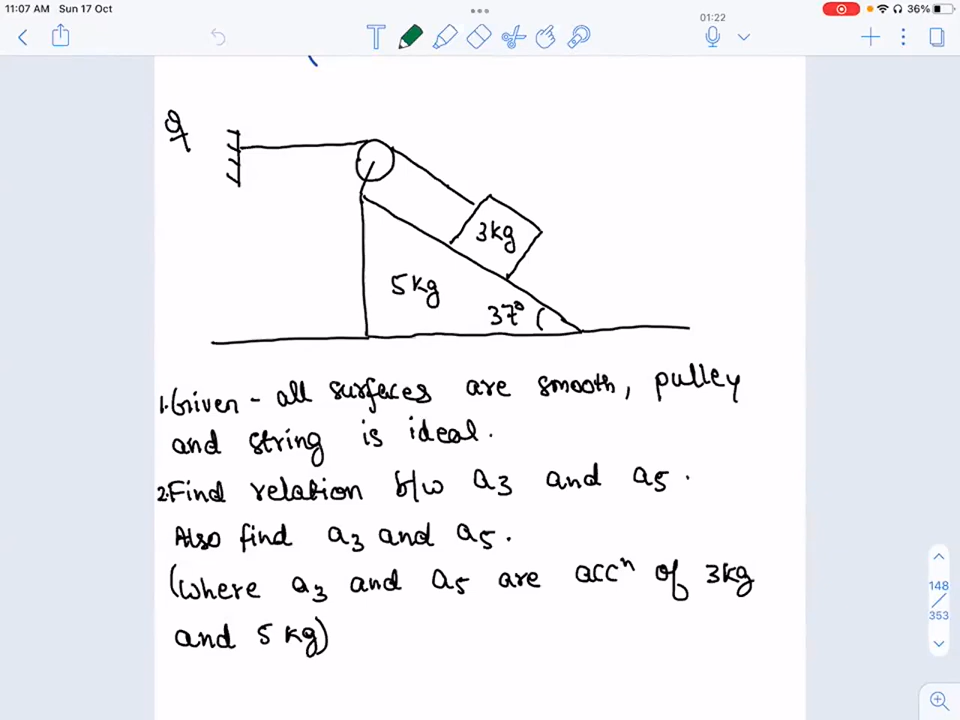 11:07 AM Sun 17 Oct
36%
01:22
Q
3kg
5kg
37°
1.Given - all surfaces are smooth, pulley
and string is ideal.
2.Find relation b/w a3 and a5.
Also find a3 and a5.
(where a3 and a5 are accⁿ of 3kg
and 5 kg)
148
353